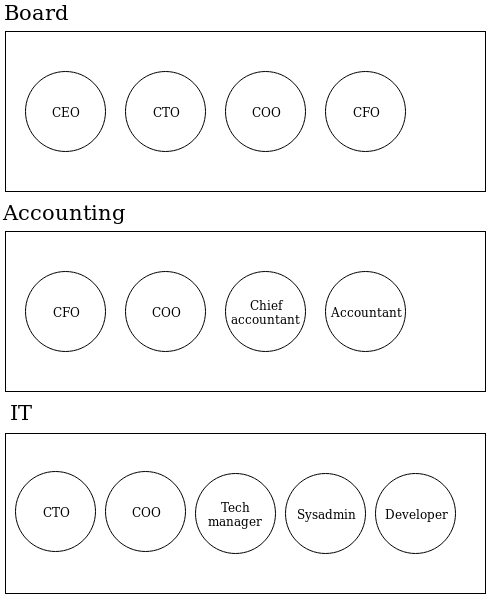 Board
CEO
CTO
COO
CFO
Accounting
CFO
COO
Chief
accountant
Accountant
IT
CTO
COO
Tech
manager
Sysadmin
Developer